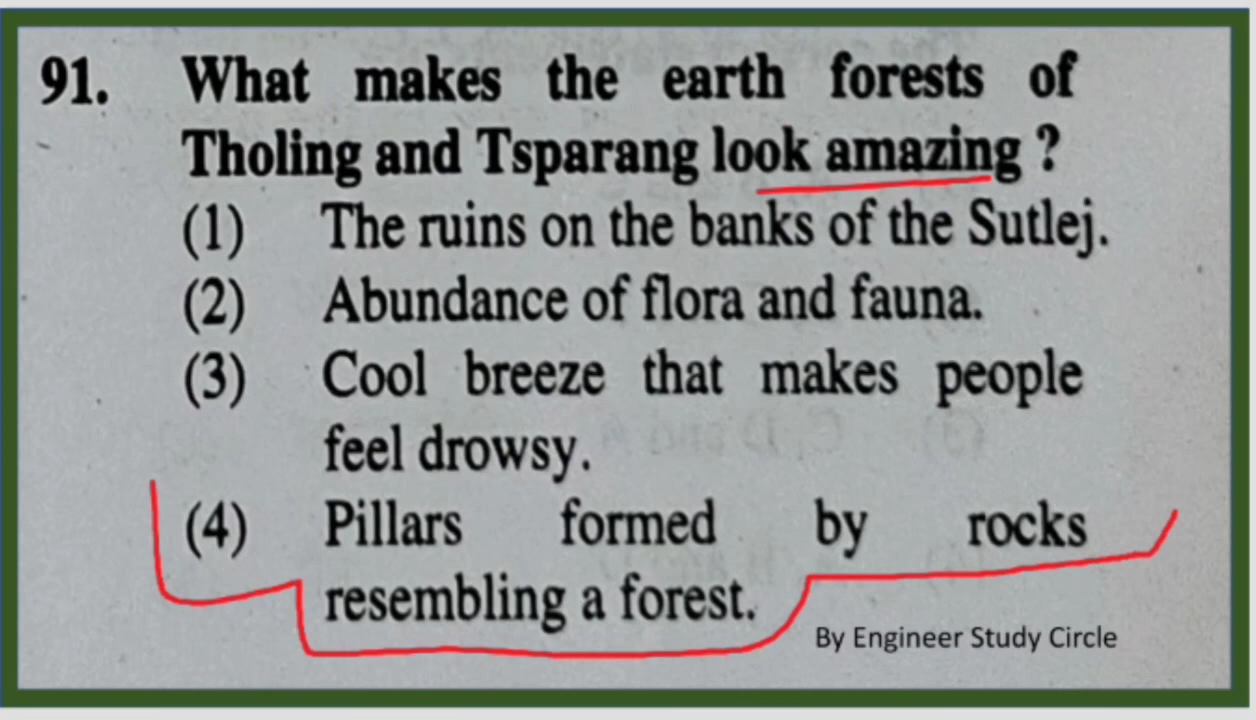 91. What makes the earth forests of
Tholing and Tsparang look amazing ?
(1) The ruins on the banks of the Sutlej.
(2) Abundance of flora and fauna.
(3) Cool breeze that makes people
feel drowsy.
(4) Pillars formed by rocks
resembling a forest.
By Engineer Study Circle